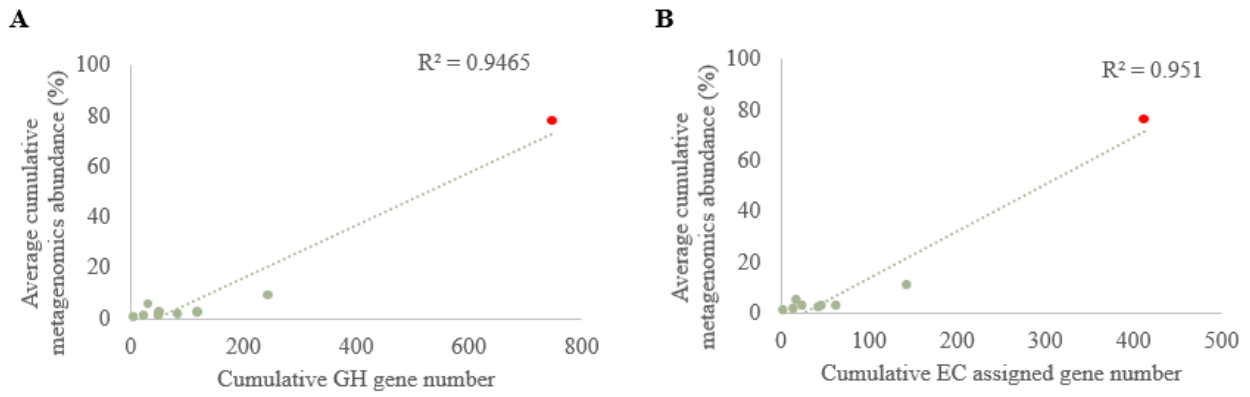 A
Average cumulative
metagenomics abundance (%)
100
80
60
40
20
0
R² = 0.9465
0 200 400 600 800
Cumulative GH gene number
B
Average cumulative
metagenomics abundance (%)
100
80
60
40
20
0
R² = 0.951
0 100 200 300 400 500
Cumulative EC assigned gene number